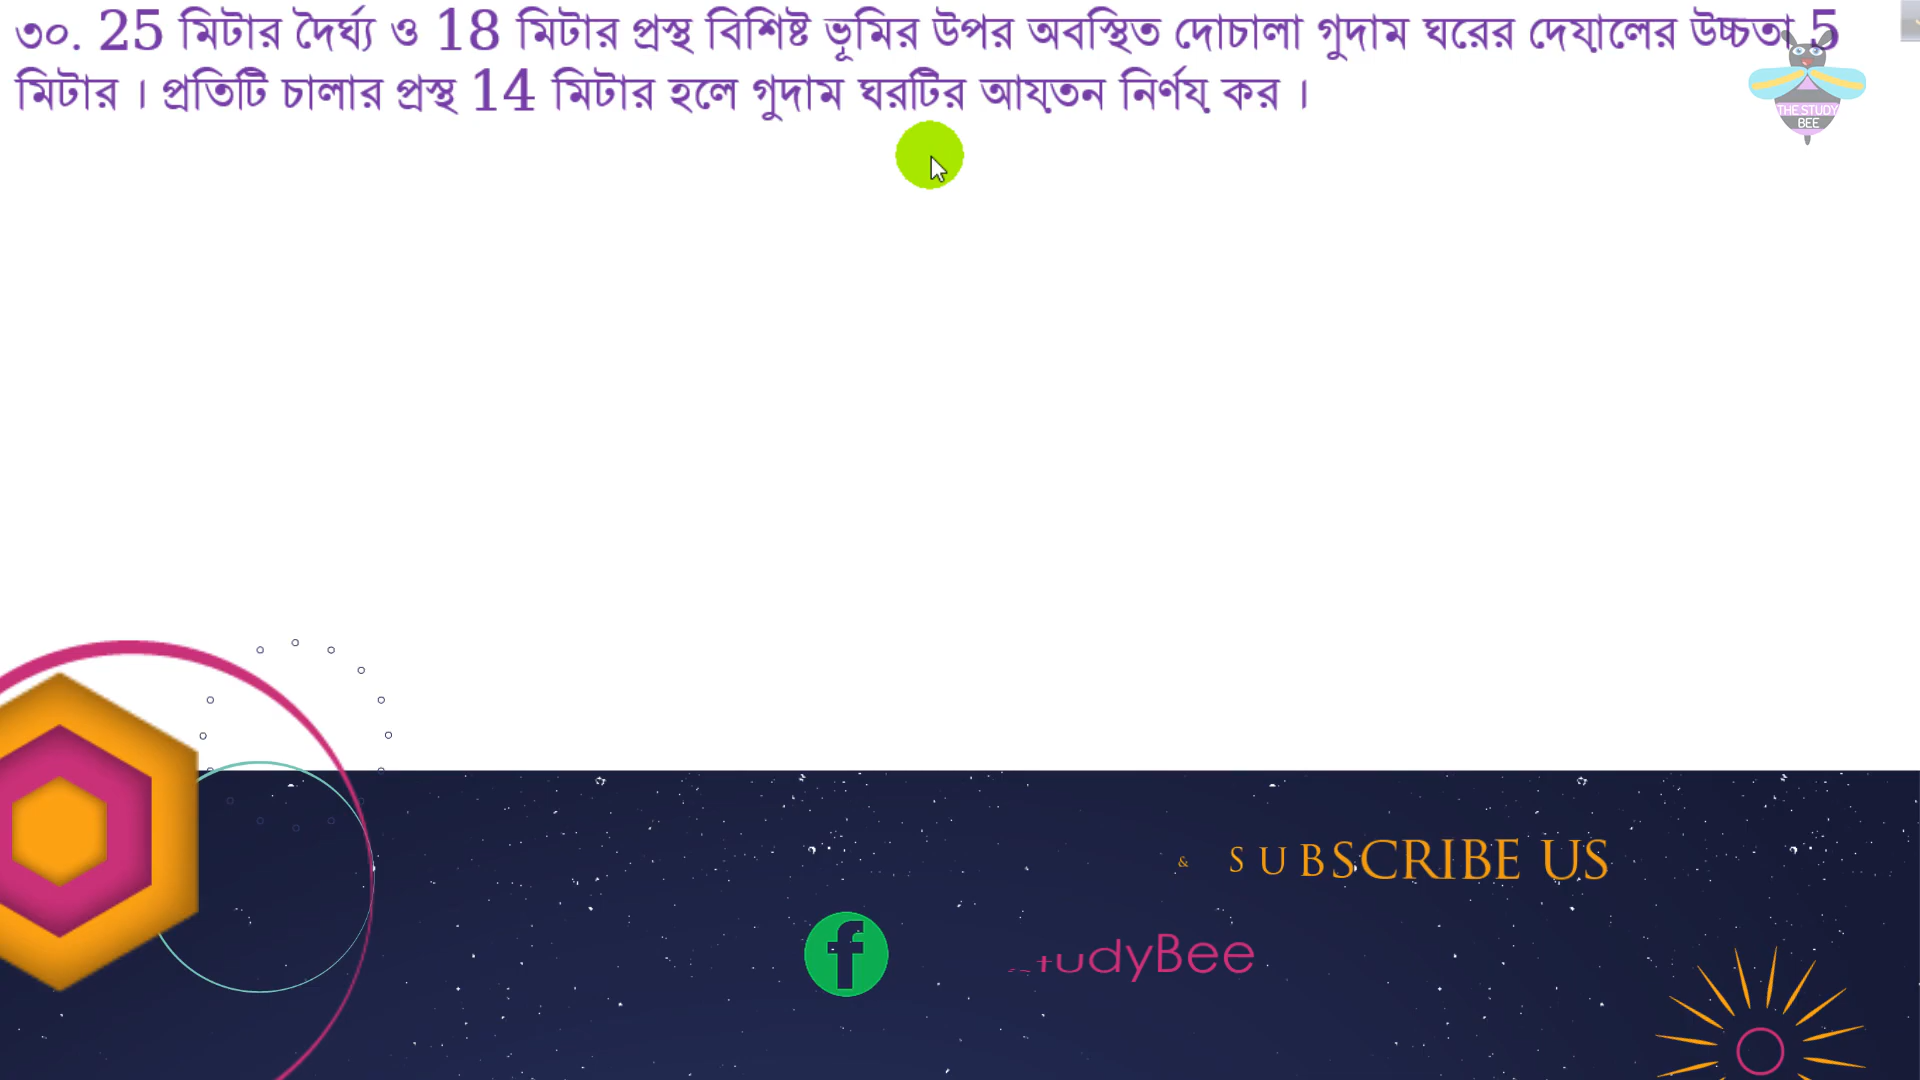 ৩০. 25 মিটার দৈর্ঘ্য ও 18 মিটার প্রস্থ বিশিষ্ট ভূমির উপর অবস্থিত দোচালা গুদাম ঘরের দেয়ালের উচ্চতা 5
মিটার । প্রতিটি চালার প্রস্থ 14 মিটার হলে গুদাম ঘরটির আয়তন নির্ণয় কর ।
THE STUDY
BEE
& SUBSCRIBE US
f
tudyBee